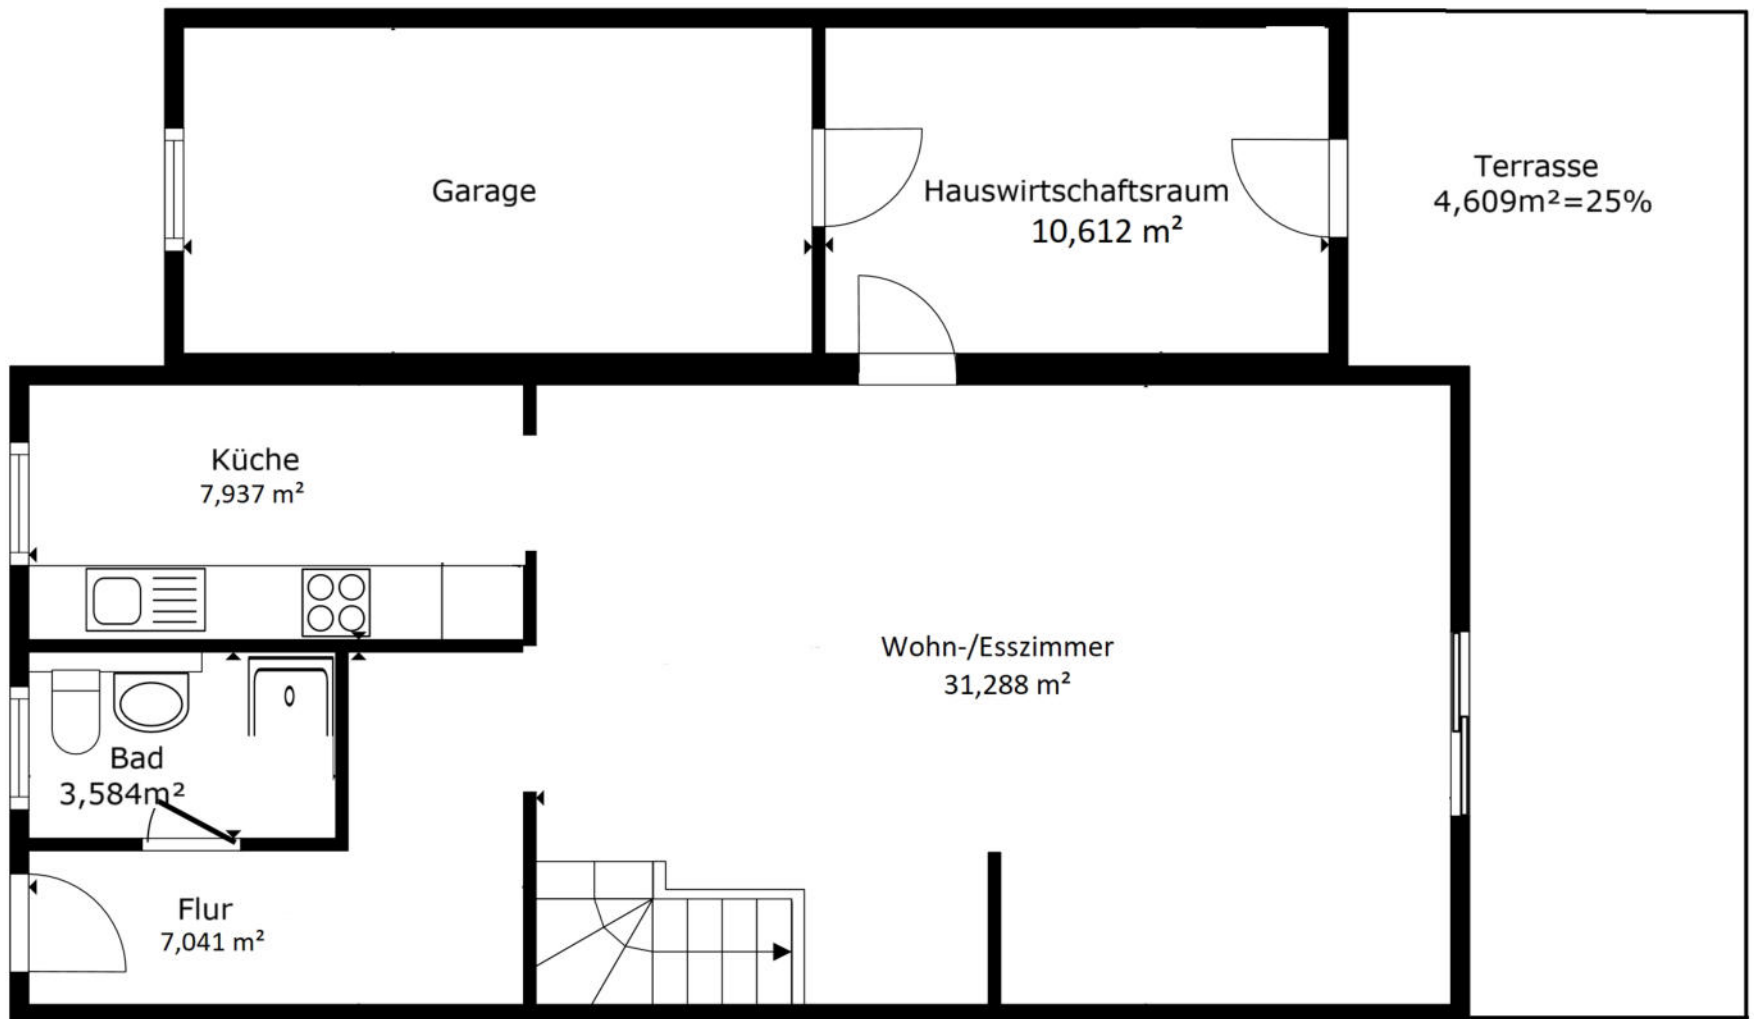 Garage
Hauswirtschaftsraum
10,612 m²
Terrasse
4,609m²=25%
Küche
7,937 m²
Wohn-/Esszimmer
31,288 m²
Bad
3,584m²
Flur
7,041 m²